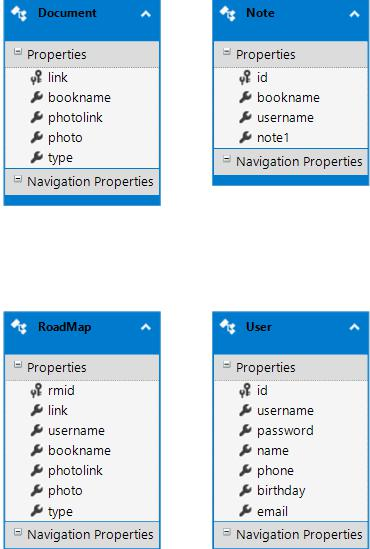 Document
Properties
link
bookname
photolink
photo
type
Navigation Properties
Note
Properties
id
bookname
username
note1
Navigation Properties
RoadMap
Properties
rmid
link
username
bookname
photolink
photo
type
Navigation Properties
User
Properties
id
username
password
name
phone
birthday
email
Navigation Properties